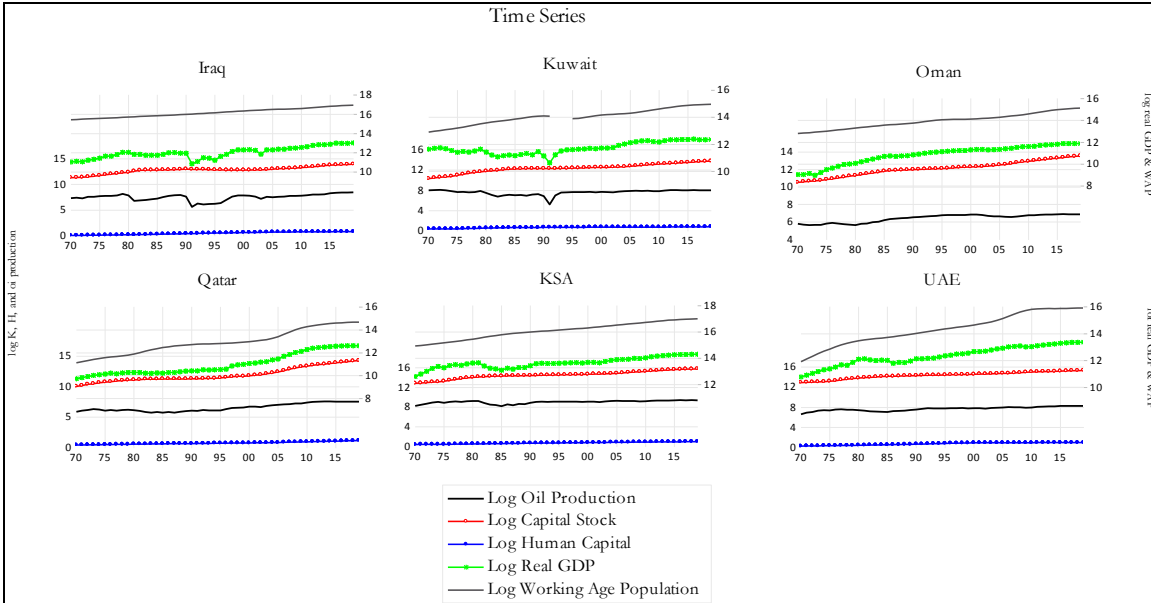 Time Series
Iraq
18
16
14
12
10
15
10
5
0
70 75 80 85 90 95 00 05 10 15
Kuwait
16
14
12
10
16
12
8
4
0
70 75 80 85 90 95 00 05 10 15
Oman
16
14
12
10
8
14
12
10
8
6
4
70 75 80 85 90 95 00 05 10 15
log real GDP & WAP
log K, H, and oi production
Qatar
16
14
12
10
8
15
10
5
0
70 75 80 85 90 95 00 05 10 15
KSA
18
16
14
12
16
12
8
4
0
70 75 80 85 90 95 00 05 10 15
UAE
16
14
12
10
16
12
8
4
0
70 75 80 85 90 95 00 05 10 15
Log Oil Production
Log Capital Stock
Log Human Capital
Log Real GDP
Log Working Age Population